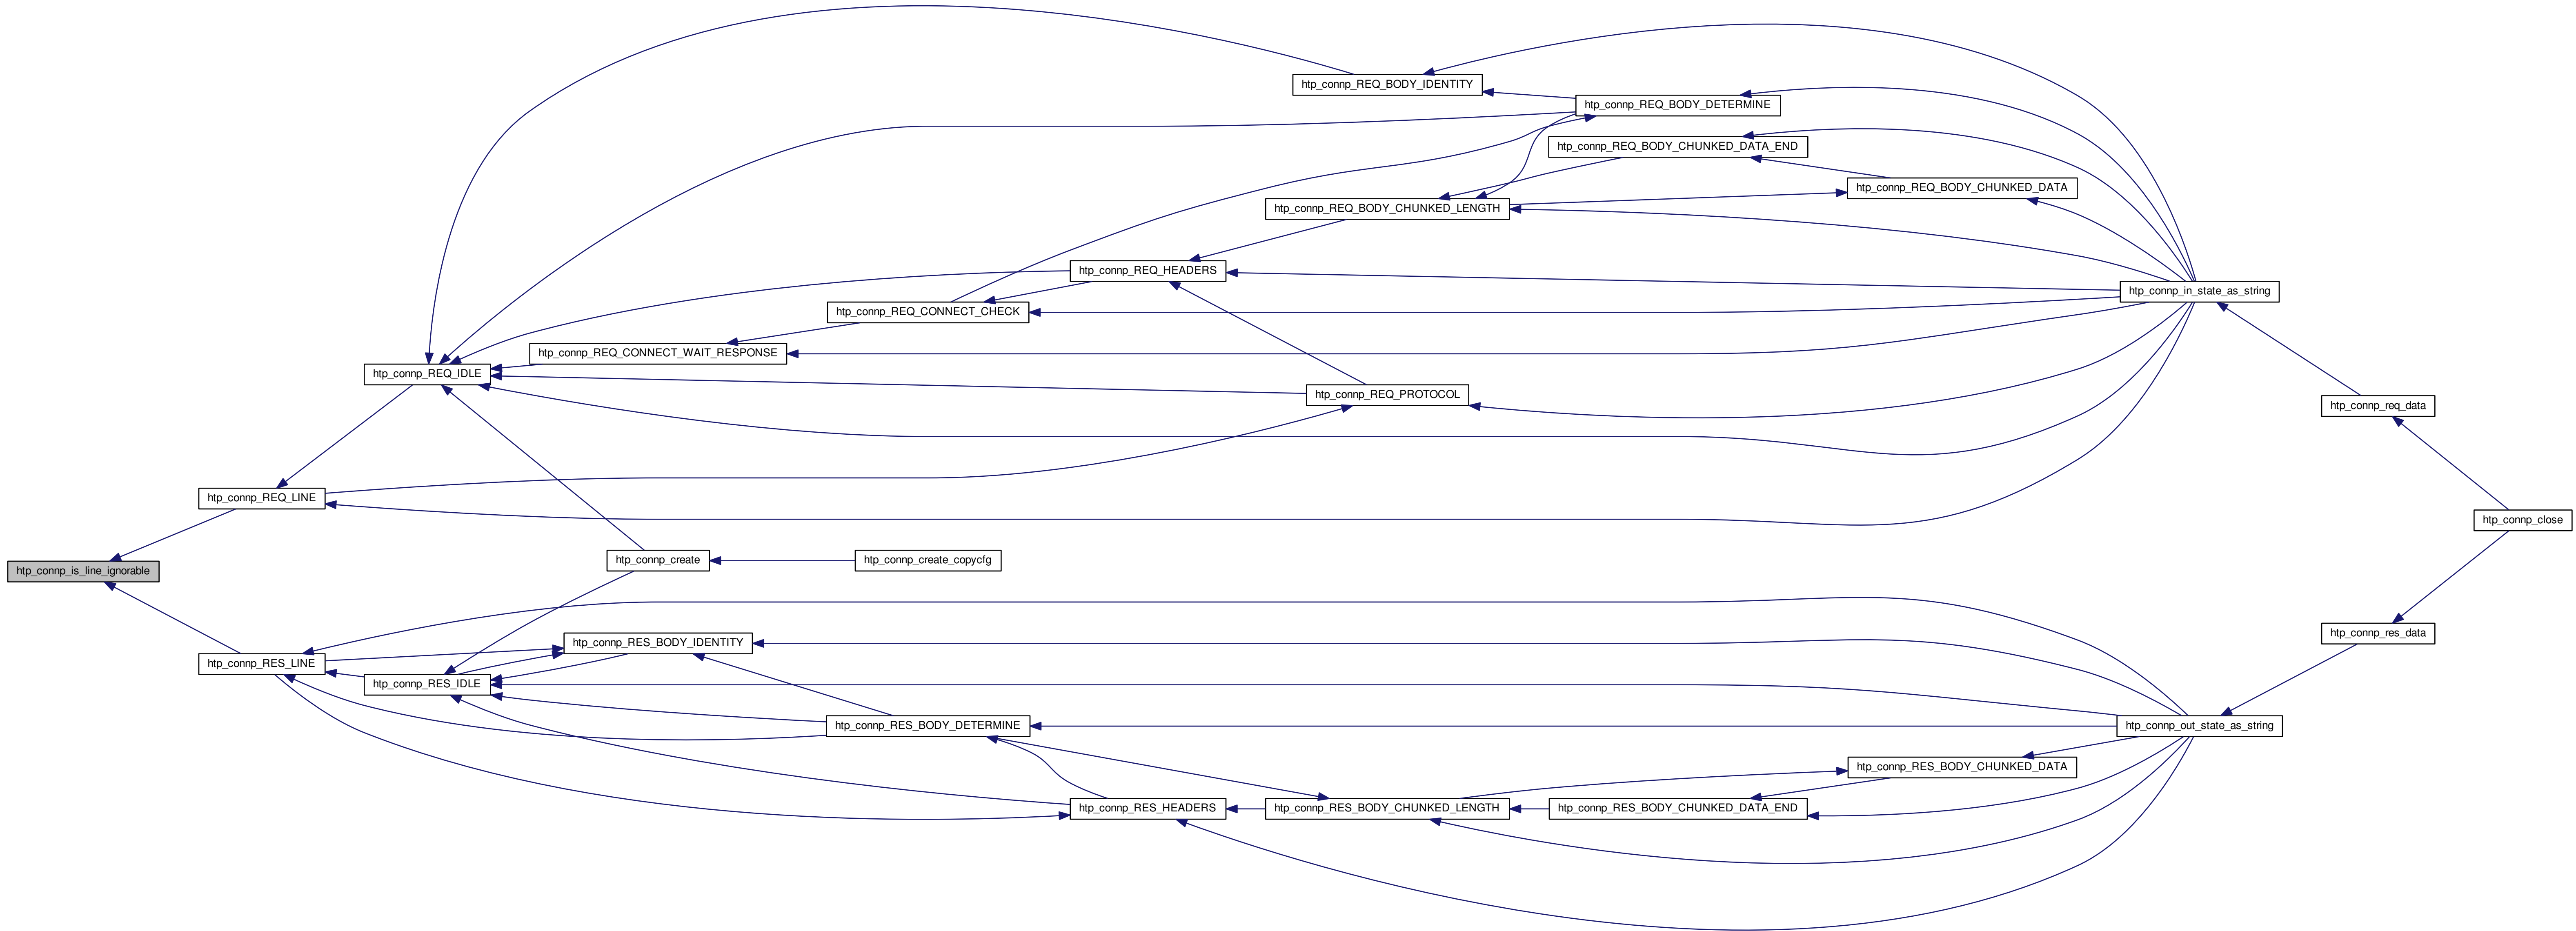 htp_connp_REQ_BODY_IDENTITY
htp_connp_REQ_BODY_DETERMINE
htp_connp_REQ_BODY_CHUNKED_DATA_END
htp_connp_REQ_BODY_CHUNKED_DATA
htp_connp_REQ_BODY_CHUNKED_LENGTH
htp_connp_REQ_HEADERS
htp_connp_in_state_as_string
htp_connp_REQ_CONNECT_CHECK
htp_connp_REQ_CONNECT_WAIT_RESPONSE
htp_connp_REQ_IDLE
htp_connp_REQ_PROTOCOL
htp_connp_req_data
htp_connp_REQ_LINE
htp_connp_close
htp_connp_create
htp_connp_create_copycfg
htp_connp_is_line_ignorable
htp_connp_res_data
htp_connp_RES_BODY_IDENTITY
htp_connp_RES_LINE
htp_connp_RES_IDLE
htp_connp_RES_BODY_DETERMINE
htp_connp_out_state_as_string
htp_connp_RES_BODY_CHUNKED_DATA
htp_connp_RES_HEADERS
htp_connp_RES_BODY_CHUNKED_LENGTH
htp_connp_RES_BODY_CHUNKED_DATA_END